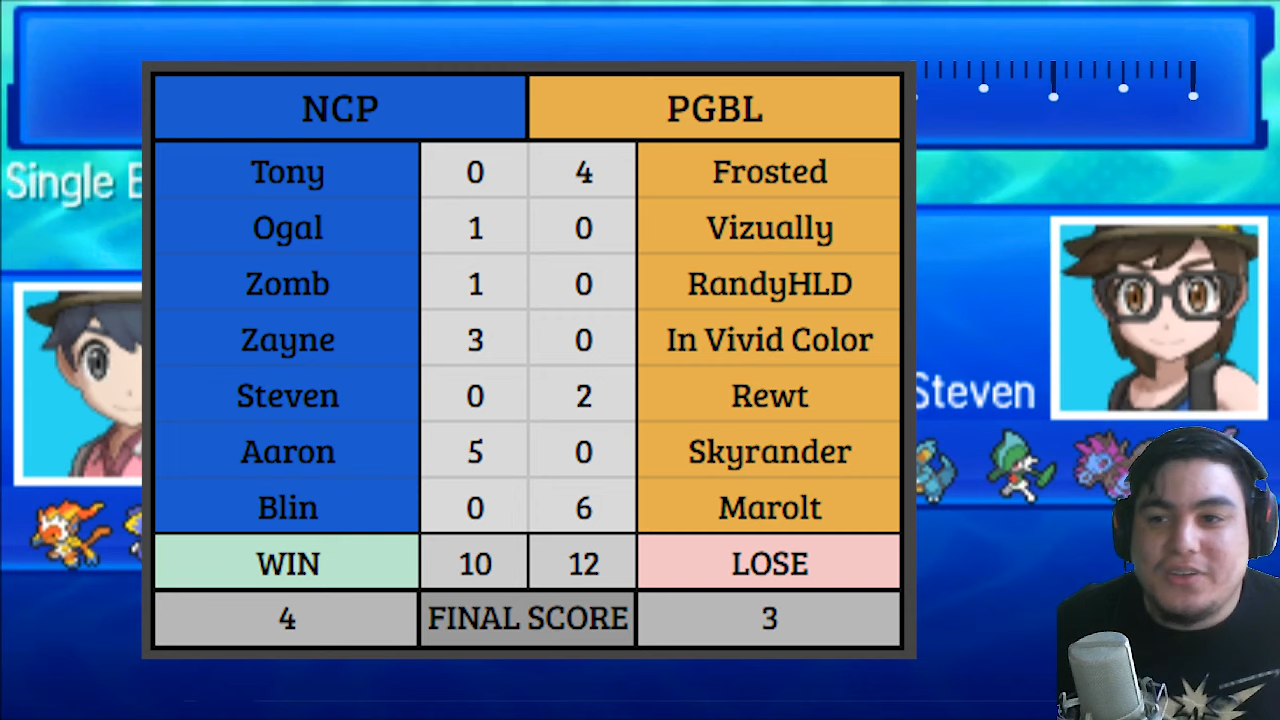 NCP PGBL
Tony 0 4 Frosted
Ogal 1 0 Vizually
Zomb 1 0 RandyHLD
Zayne 3 0 In Vivid Color
Steven 0 2 Rewt
Aaron 5 0 Skyrander
Blin 0 6 Marolt
WIN 10 12 LOSE
4 FINAL SCORE 3
Single
Steven